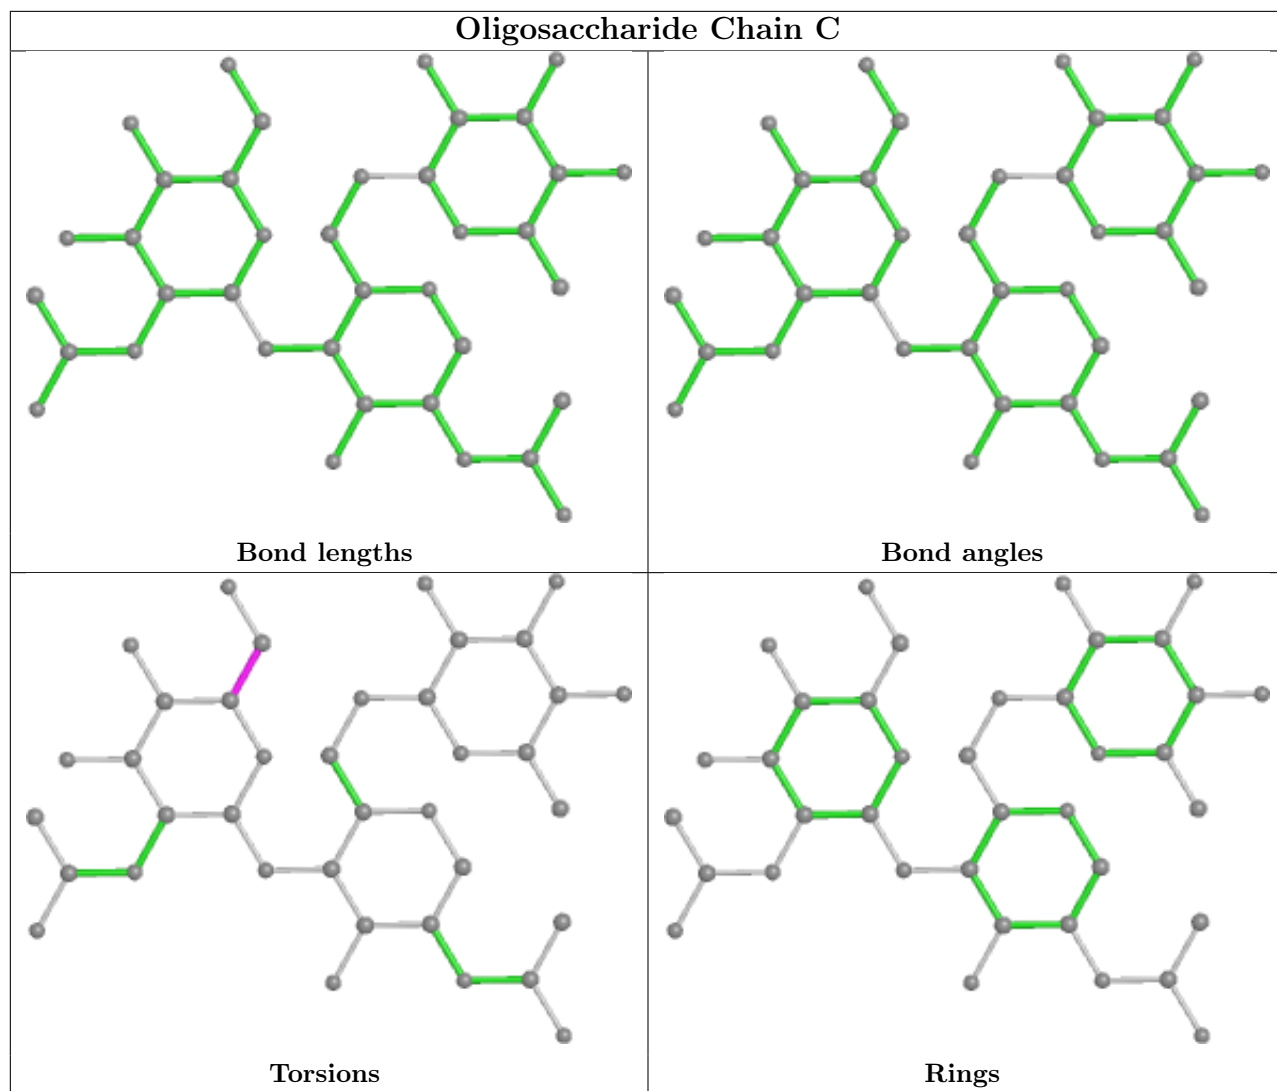 Oligosaccharide Chain C
Bond lengths
Bond angles
Torsions
Rings